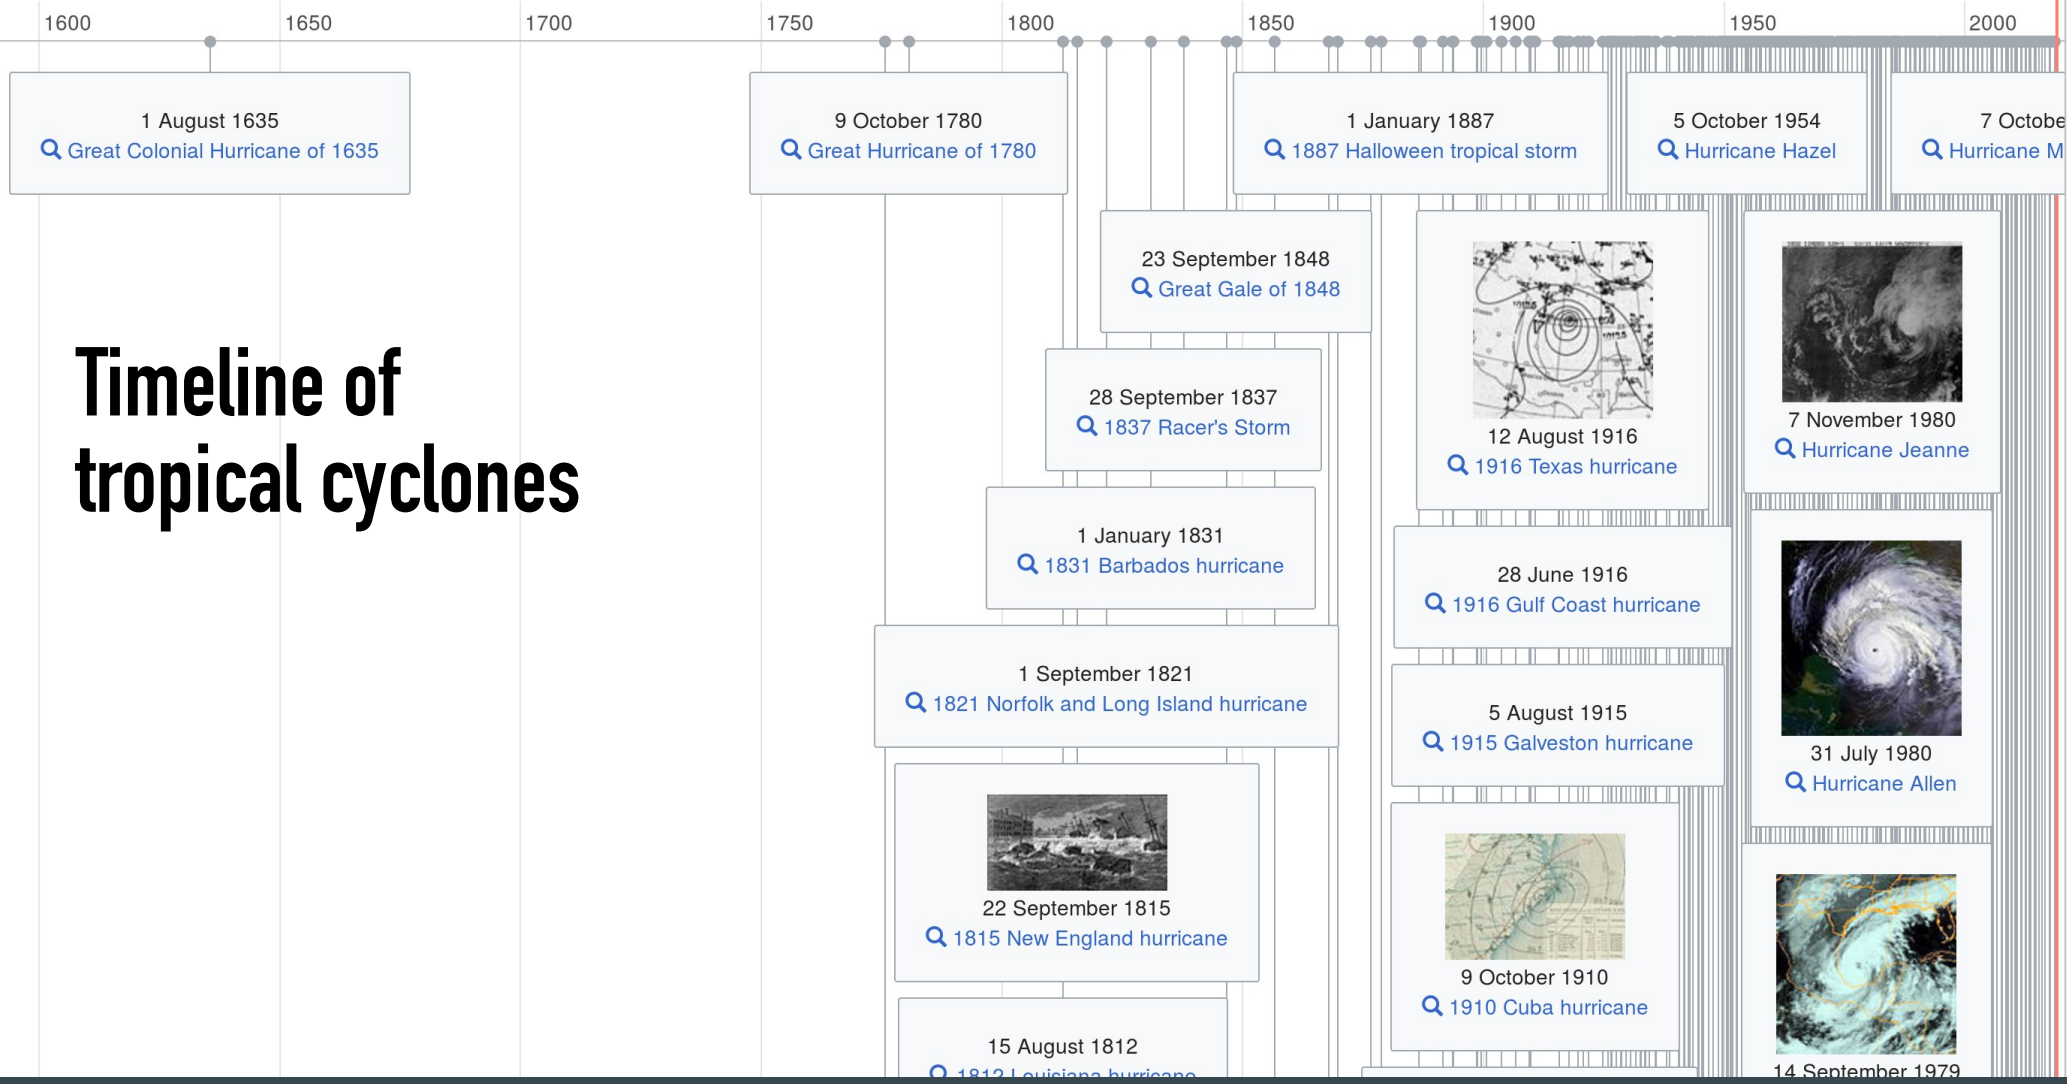 1600
1650
1700
1750
1800
1850
1900
1950
2000
1 August 1635
Great Colonial Hurricane of 1635
9 October 1780
Great Hurricane of 1780
1 January 1887
1887 Halloween tropical storm
5 October 1954
Hurricane Hazel
7 Octobe
Hurricane M
23 September 1848
Great Gale of 1848
28 September 1837
1837 Racer's Storm
1 January 1831
1831 Barbados hurricane
1 September 1821
1821 Norfolk and Long Island hurricane
22 September 1815
1815 New England hurricane
15 August 1812
1812 Louisiana hurricane
12 August 1916
1916 Texas hurricane
28 June 1916
1916 Gulf Coast hurricane
5 August 1915
1915 Galveston hurricane
9 October 1910
1910 Cuba hurricane
7 November 1980
Hurricane Jeanne
31 July 1980
Hurricane Allen
14 September 1979
Timeline of
tropical cyclones